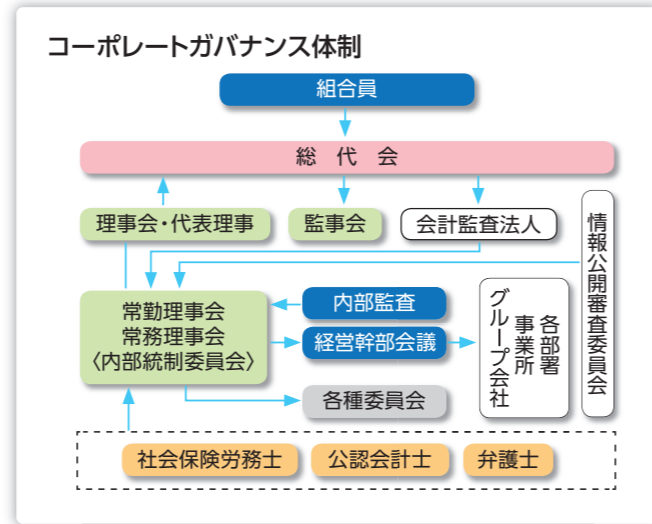 コーポレートガバナンス体制
組合員
総代会
理事会・代表理事
監事会
会計監査法人
情報公開審査委員会
常勤理事会
常務理事会
〈内部統制委員会〉
内部監査
経営幹部会議
各部署
事業所
グループ会社
各種委員会
社会保険労務士
公認会計士
弁護士